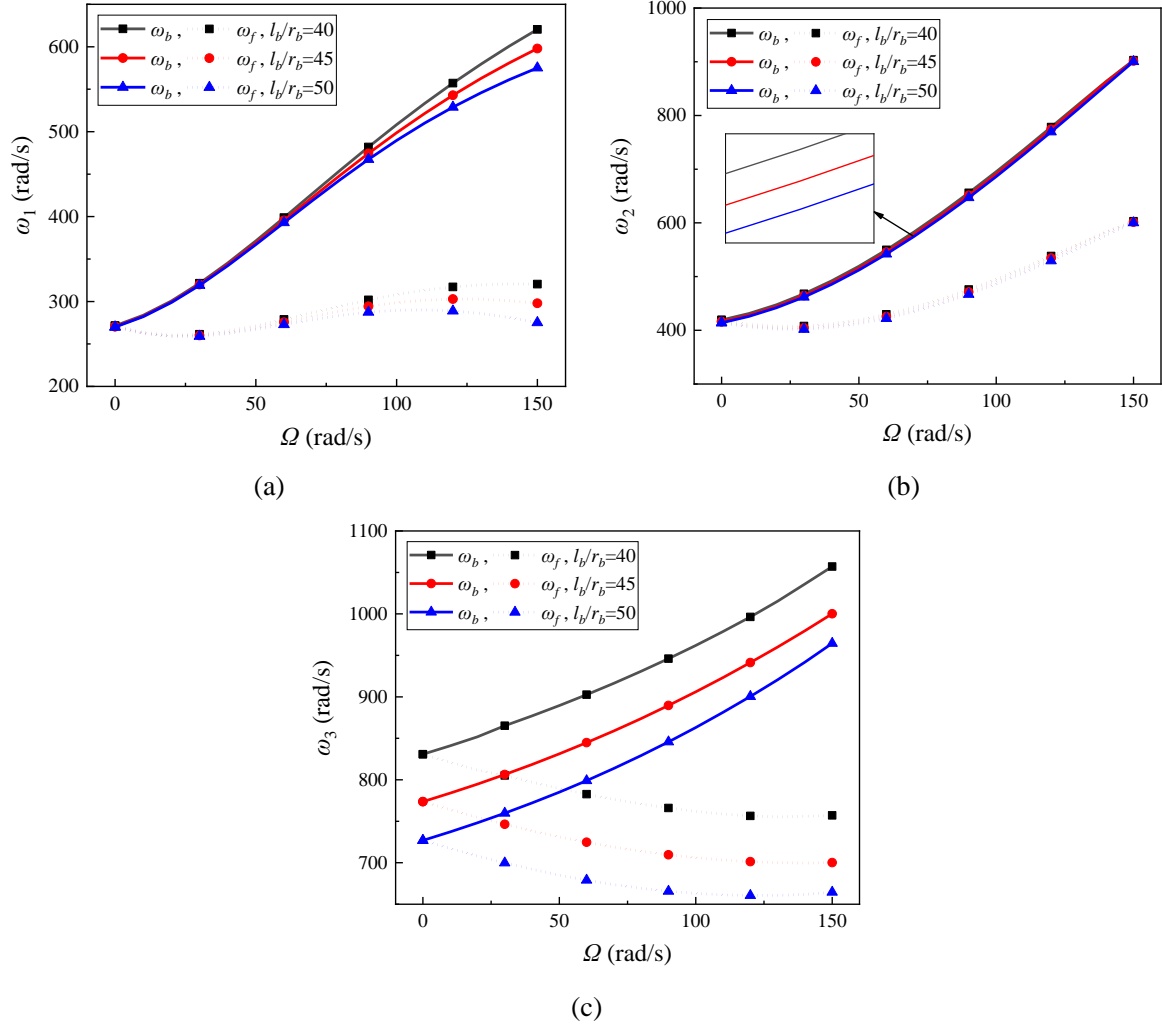 ω_b , ω_f , l_b/r_b=40
ω_b , ω_f , l_b/r_b=45
ω_b , ω_f , l_b/r_b=50
600
500
400
300
200
ω_1 (rad/s)
0 50 100 150
Ω (rad/s)
(a)
ω_b , ω_f , l_b/r_b=40
ω_b , ω_f , l_b/r_b=45
ω_b , ω_f , l_b/r_b=50
1000
800
600
400
ω_2 (rad/s)
0 50 100 150
Ω (rad/s)
(b)
ω_b , ω_f , l_b/r_b=40
ω_b , ω_f , l_b/r_b=45
ω_b , ω_f , l_b/r_b=50
1100
1000
900
800
700
ω_3 (rad/s)
0 50 100 150
Ω (rad/s)
(c)